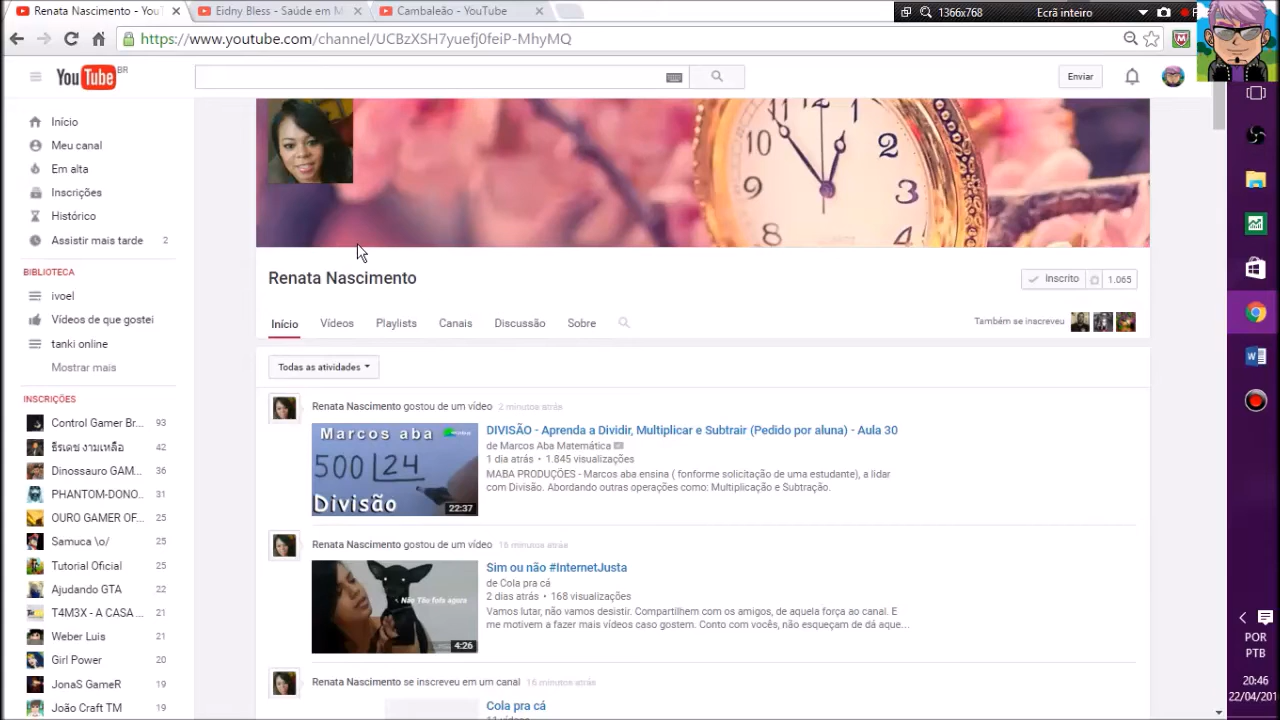 Renata Nascimento - You
Eidny Bless - Saúde em M
Cambaleão - YouTube
1366x768
Ecrã inteiro
https://www.youtube.com/channel/UCBzXSH7yuefj0feiP-MhyMQ
YouTube BR
Enviar
Início
Meu canal
Em alta
Inscrições
Histórico
Assistir mais tarde 2
BIBLIOTECA
ivoel
Vídeos de que gostei
tanki online
Mostrar mais
INSCRIÇÕES
Control Gamer Br... 93
ธีรเดช งามเหลือ 42
Dinossauro GAM... 36
PHANTOM-DONO... 31
OURO GAMER OF... 25
Samuca \o/ 25
Tutorial Oficial 25
Ajudando GTA 22
T4M3X - A CASA ... 21
Weber Luis 21
Girl Power 20
JonaS GameR 19
João Craft TM 19
10 11 12 2
9 3
8 4
Renata Nascimento
Inscrito 1.065
Início Vídeos Playlists Canais Discussão Sobre
Também se inscreveu
Todas as atividades
Renata Nascimento gostou de um vídeo 2 minutos atrás
Marcos aba
500 24
Divisão
22:37
DIVISÃO - Aprenda a Dividir, Multiplicar e Subtrair (Pedido por aluna) - Aula 30
de Marcos Aba Matemática
1 dia atrás • 1.845 visualizações
MABA PRODUÇÕES - Marcos aba ensina ( fonforme solicitação de uma estudante), a lidar
com Divisão. Abordando outras operações como: Multiplicação e Subtração.
Renata Nascimento gostou de um vídeo 16 minutos atrás
Não Tão fofa agora
4:26
Sim ou não #InternetJusta
de Cola pra cá
2 dias atrás • 168 visualizações
Vamos lutar, não vamos desistir. Compartilhem com os amigos, de aquela força ao canal. E
me motivem a fazer mais vídeos caso gostem. Conto com vocês, não esqueçam de dá aque...
Renata Nascimento se inscreveu em um canal 16 minutos atrás
Cola pra cá
POR
PTB
20:46
22/04/201